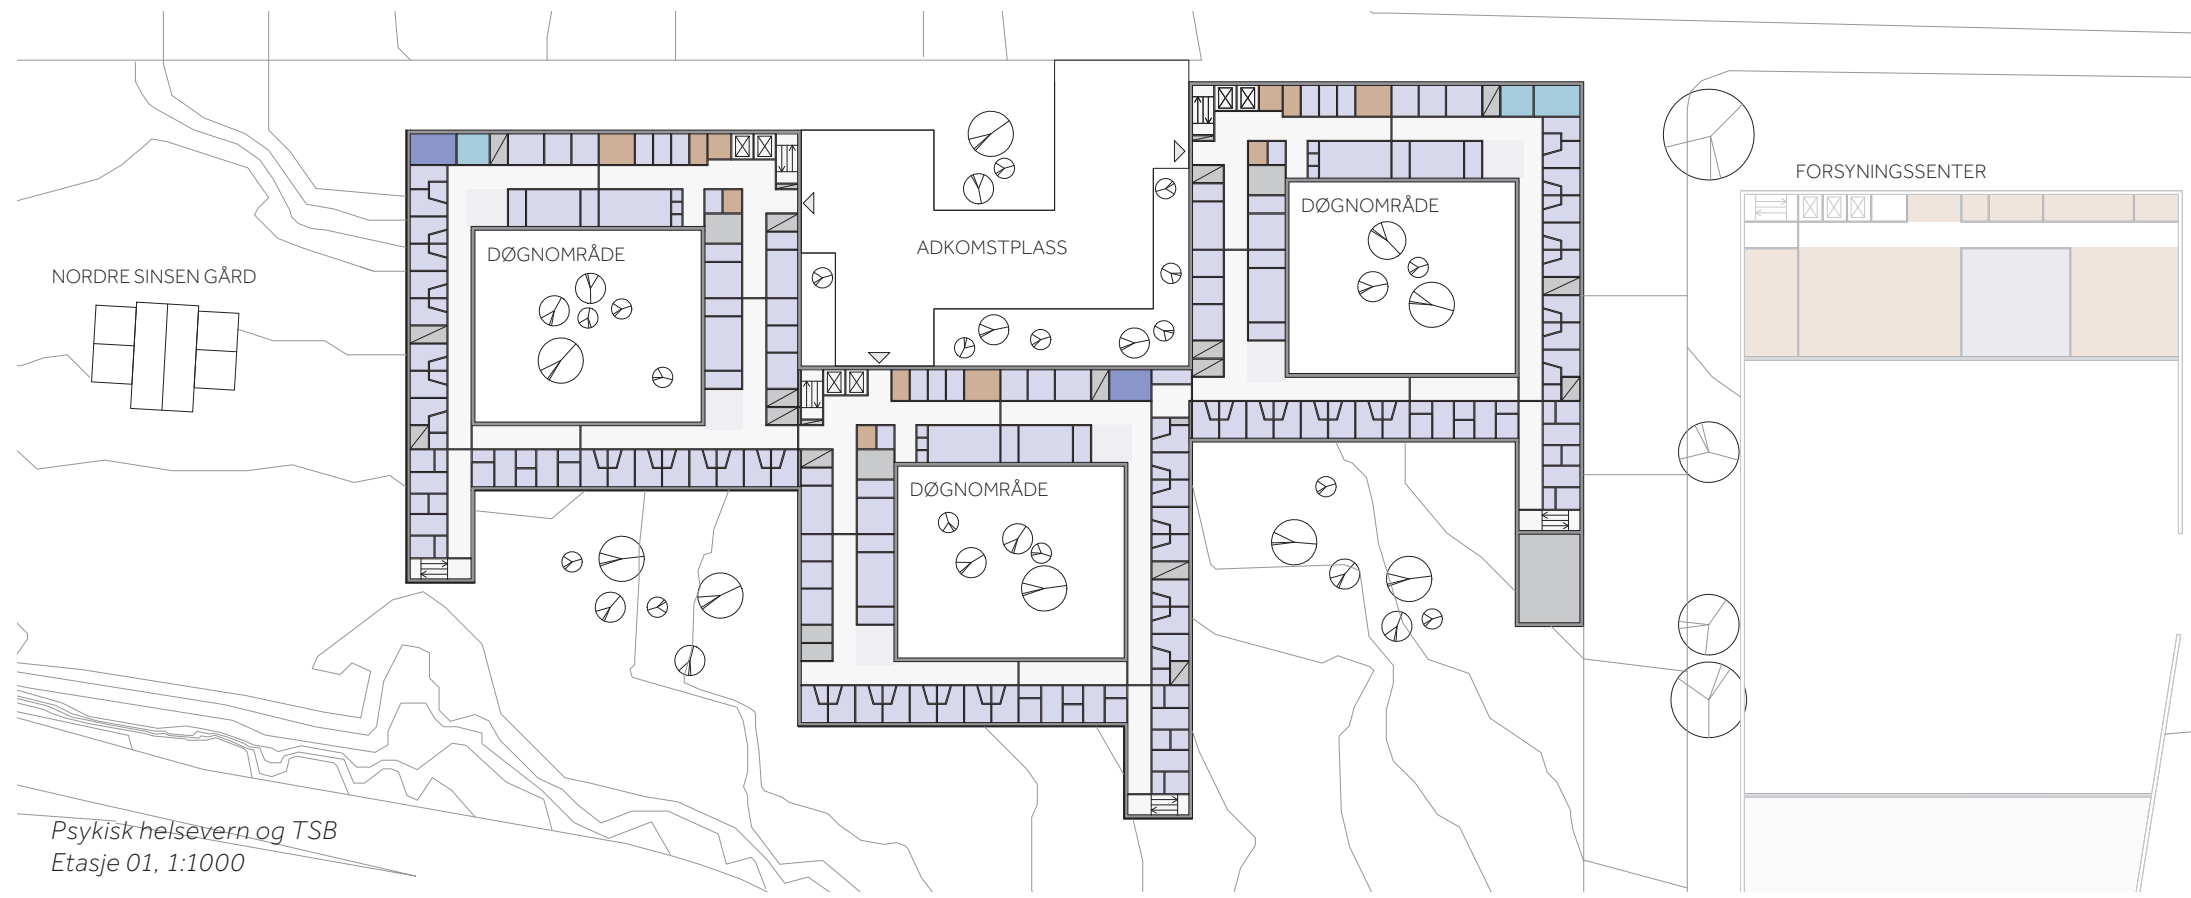 FORSYNINGSSENTER
DØGNOMRÅDE
ADKOMSTPLASS
DØGNOMRÅDE
NORDRE SINSEN GÅRD
DØGNOMRÅDE
Psykisk helsevern og TSB
Etasje 01, 1:1000